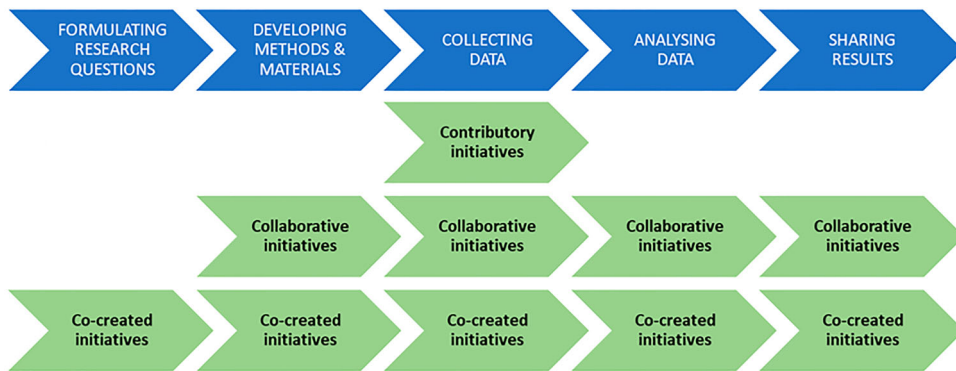 FORMULATING
RESEARCH
QUESTIONS
DEVELOPING
METHODS &
MATERIALS
COLLECTING
DATA
ANALYSING
DATA
SHARING
RESULTS
Contributory
initiatives
Collaborative
initiatives
Collaborative
initiatives
Collaborative
initiatives
Collaborative
initiatives
Co-created
initiatives
Co-created
initiatives
Co-created
initiatives
Co-created
initiatives
Co-created
initiatives